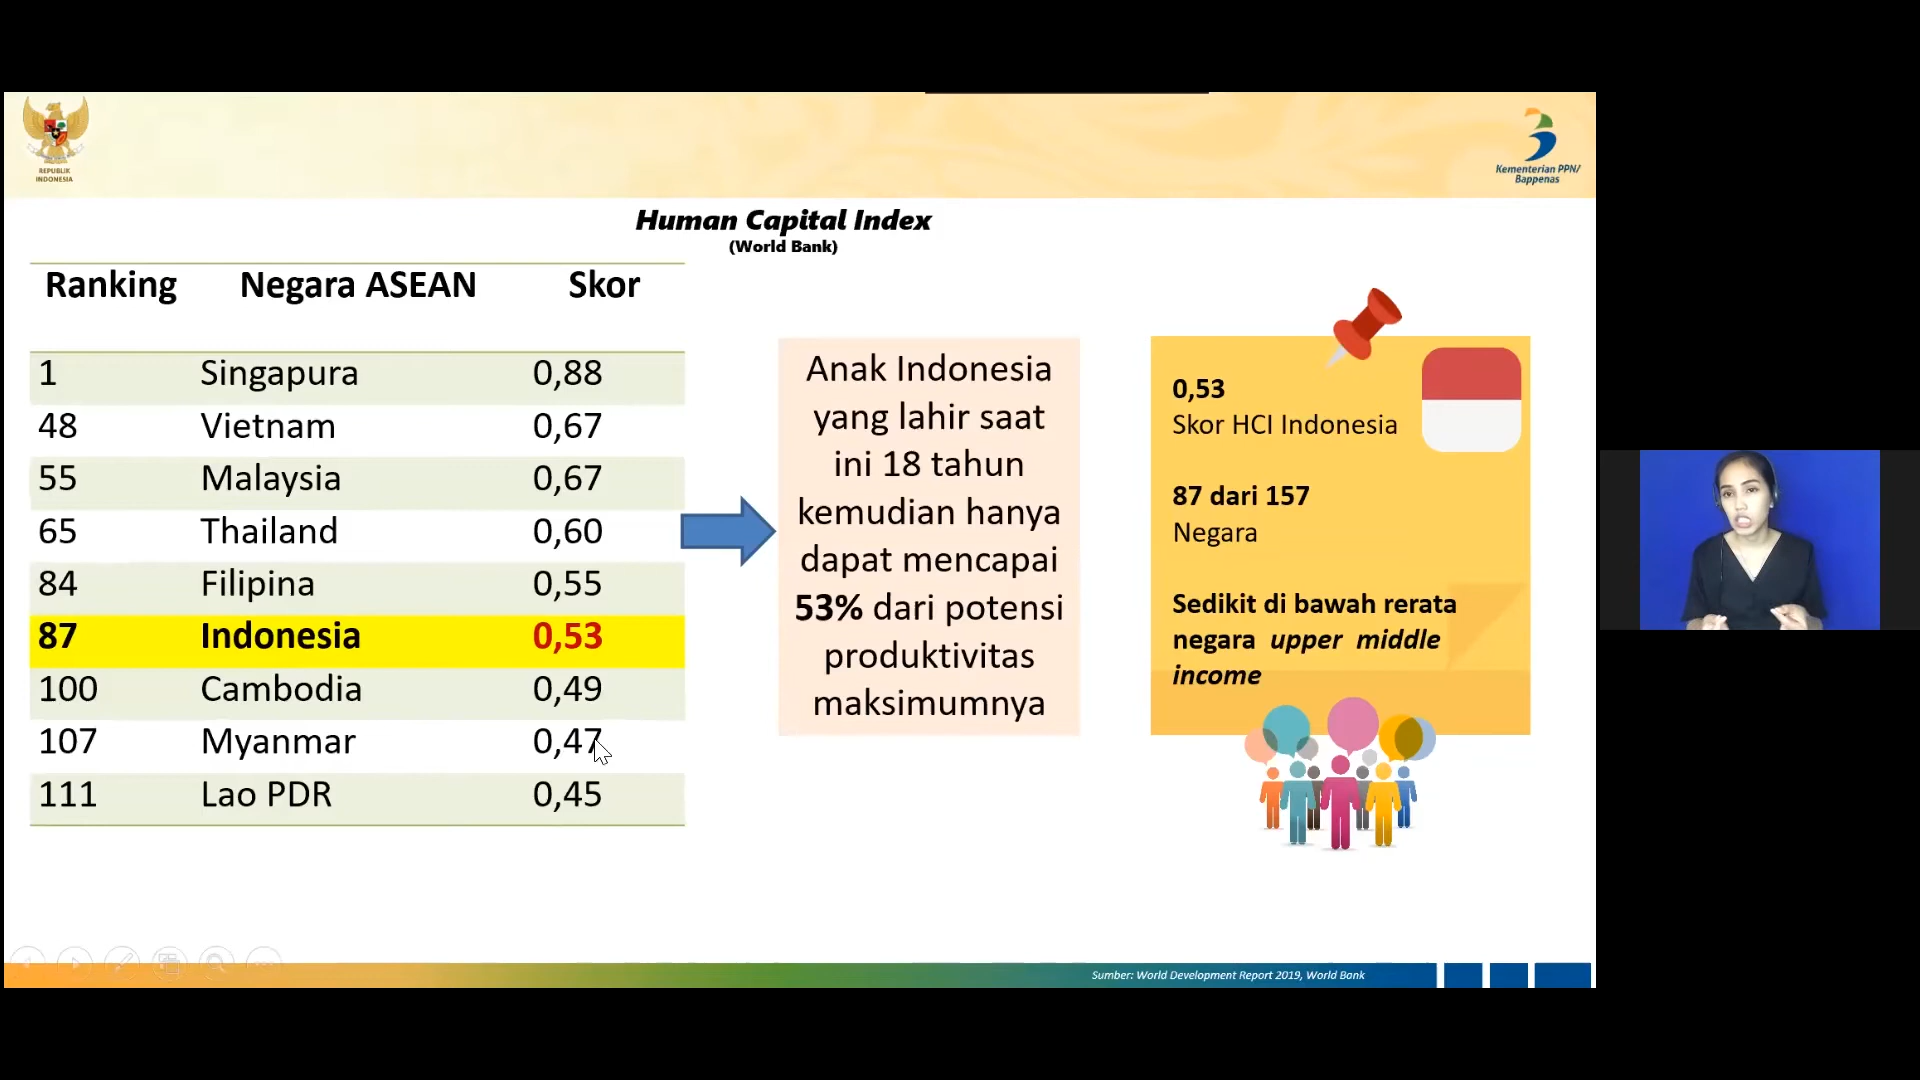 REPUBLIK
INDONESIA
Kementerian PPN/
Bappenas
Human Capital Index
(World Bank)
Ranking Negara ASEAN Skor
1 Singapura 0,88
48 Vietnam 0,67
55 Malaysia 0,67
65 Thailand 0,60
84 Filipina 0,55
87 Indonesia 0,53
100 Cambodia 0,49
107 Myanmar 0,47
111 Lao PDR 0,45
Anak Indonesia
yang lahir saat
ini 18 tahun
kemudian hanya
dapat mencapai
53% dari potensi
produktivitas
maksimumnya
0,53
Skor HCI Indonesia
87 dari 157
Negara
Sedikit di bawah rerata
negara upper middle
income
Sumber: World Development Report 2019, World Bank